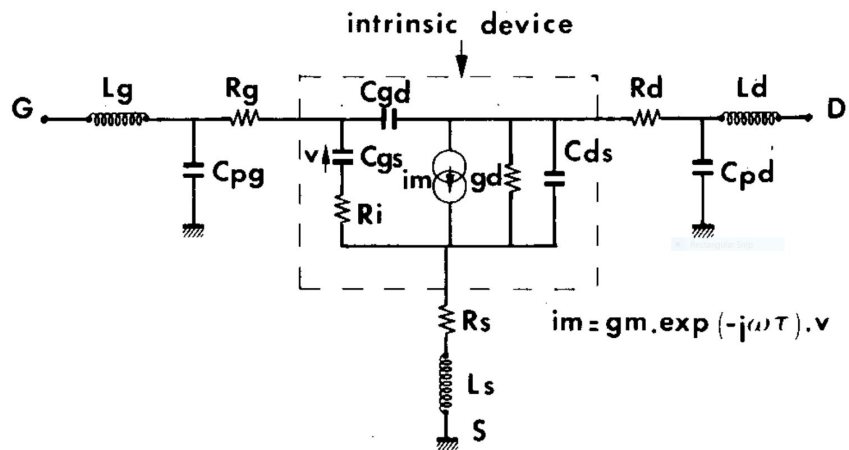 intrinsic device
Lg
Rg
Cgd
Rd
Ld
G
D
v
Cgs
im
gd
Cds
Cpg
Cpd
Ri
Rs
im = gm.exp (-jωτ).v
Ls
S